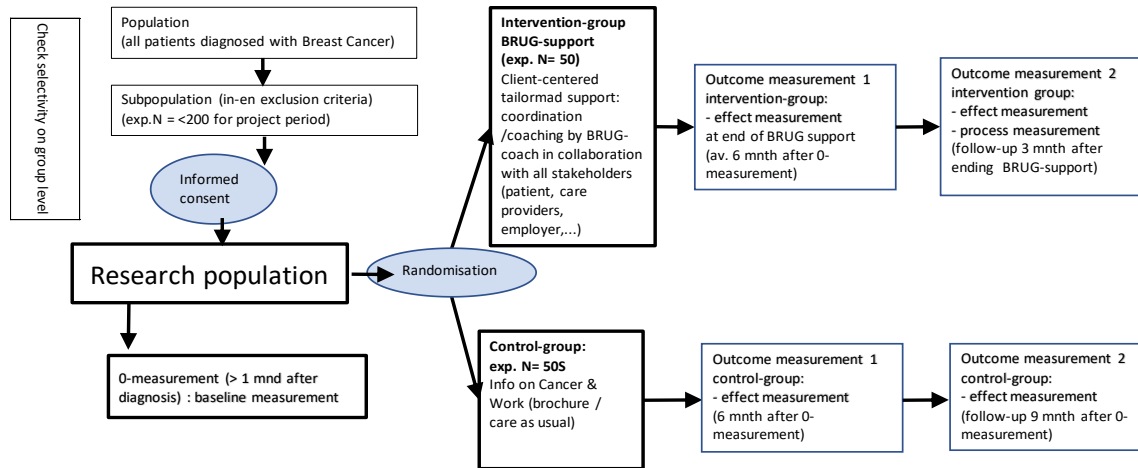 Check selectivity on group
level
Population
(all patients diagnosed with Breast Cancer)
Subpopulation (in-en exclusion criteria)
(exp.N = <200 for project period)
Informed
consent
Research population
0-measurement (> 1 mnd after
diagnosis) : baseline measurement
Randomisation
Intervention-group
BRUG-support
(exp. N= 50)
Client-centered
tailormad support:
coordination
/coaching by BRUG-
coach in collaboration
with all stakeholders
(patient, care
providers,
employer,...)
Outcome measurement 1
intervention-group:
- effect measurement
at end of BRUG support
(av. 6 mnth after 0-
measurement)
Outcome measurement 2
intervention group:
- effect measurement
- process measurement
(follow-up 3 mnth after
ending BRUG-support)
Control-group:
exp. N= 50S
Info on Cancer &
Work (brochure /
care as usual)
Outcome measurement 1
control-group:
- effect measurement
(6 mnth after 0-
measurement)
Outcome measurement 2
control-group:
- effect measurement
(follow-up 9 mnth after 0-
measurement)